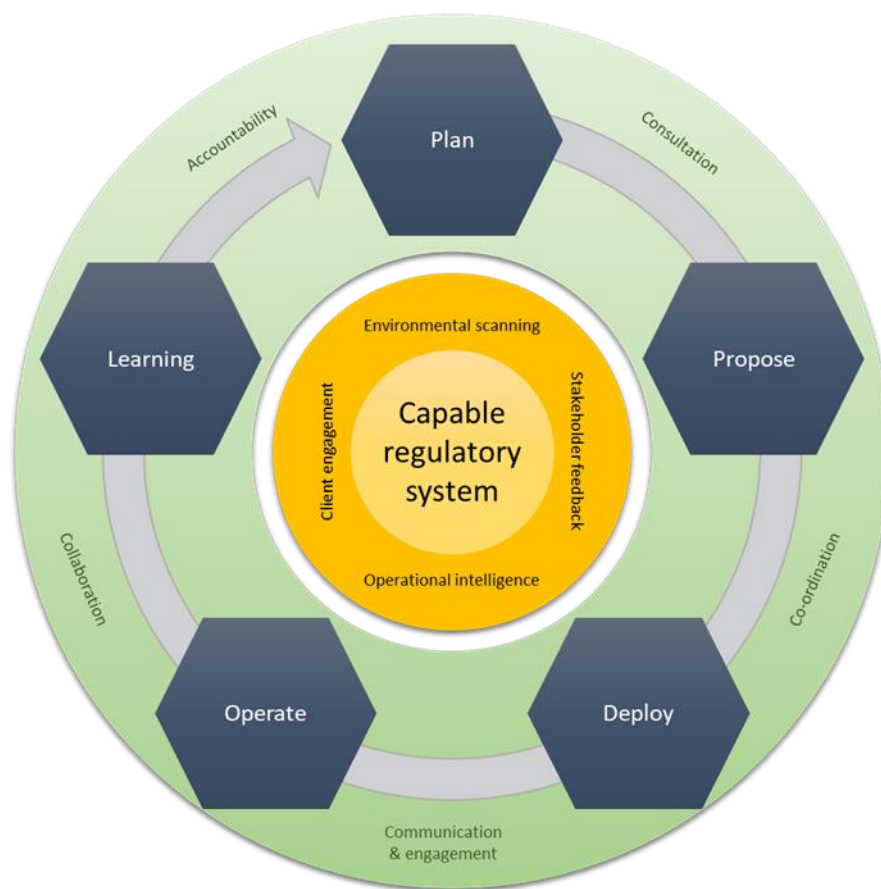 Plan
Accountability
Consultation
Learning
Propose
Environmental scanning
Client engagement
Stakeholder feedback
Capable
regulatory
system
Operational intelligence
Collaboration
Co-ordination
Operate
Deploy
Communication
& engagement